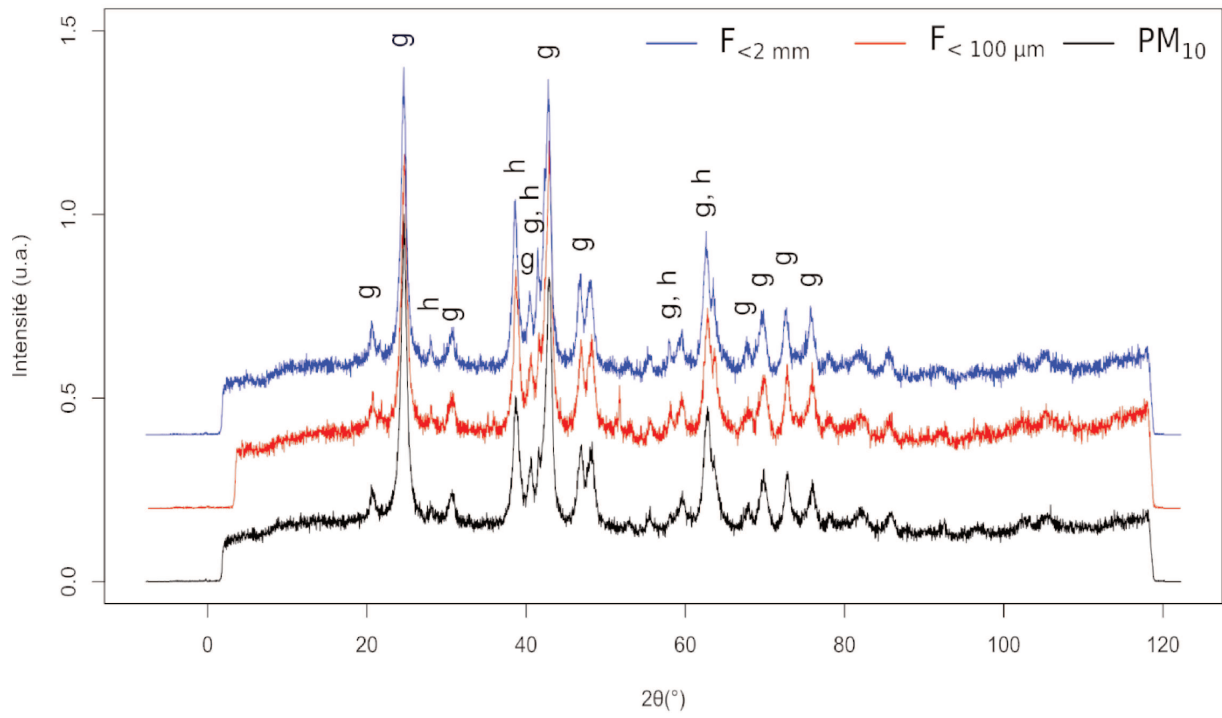 1.5
1.0
0.5
0.0
Intensité (u.a.)
F<2 mm
F< 100 µm
PM10
g
g
h
g
h
g
g, h
g
g
g, h
g, h
g
g
g
g
0
20
40
60
80
100
120
2θ(°)